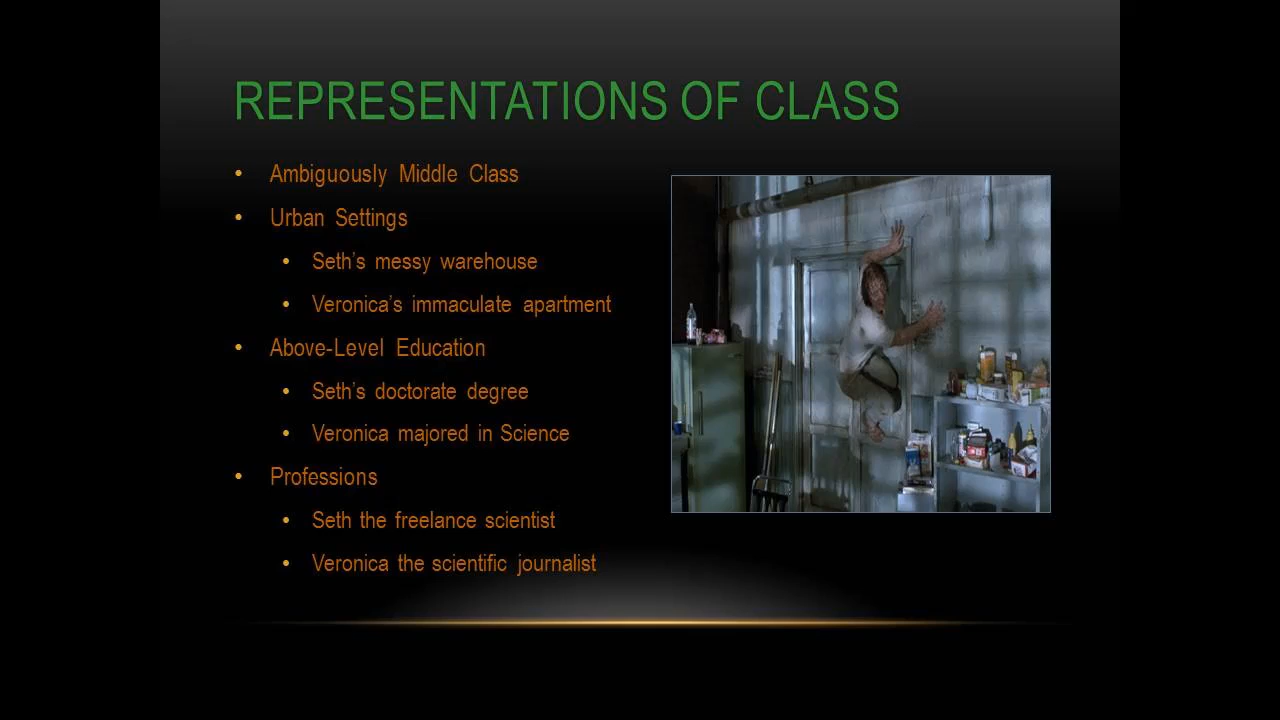 REPRESENTATIONS OF CLASS
• Ambiguously Middle Class
• Urban Settings
• Seth's messy warehouse
• Veronica's immaculate apartment
• Above-Level Education
• Seth's doctorate degree
• Veronica majored in Science
• Professions
• Seth the freelance scientist
• Veronica the scientific journalist